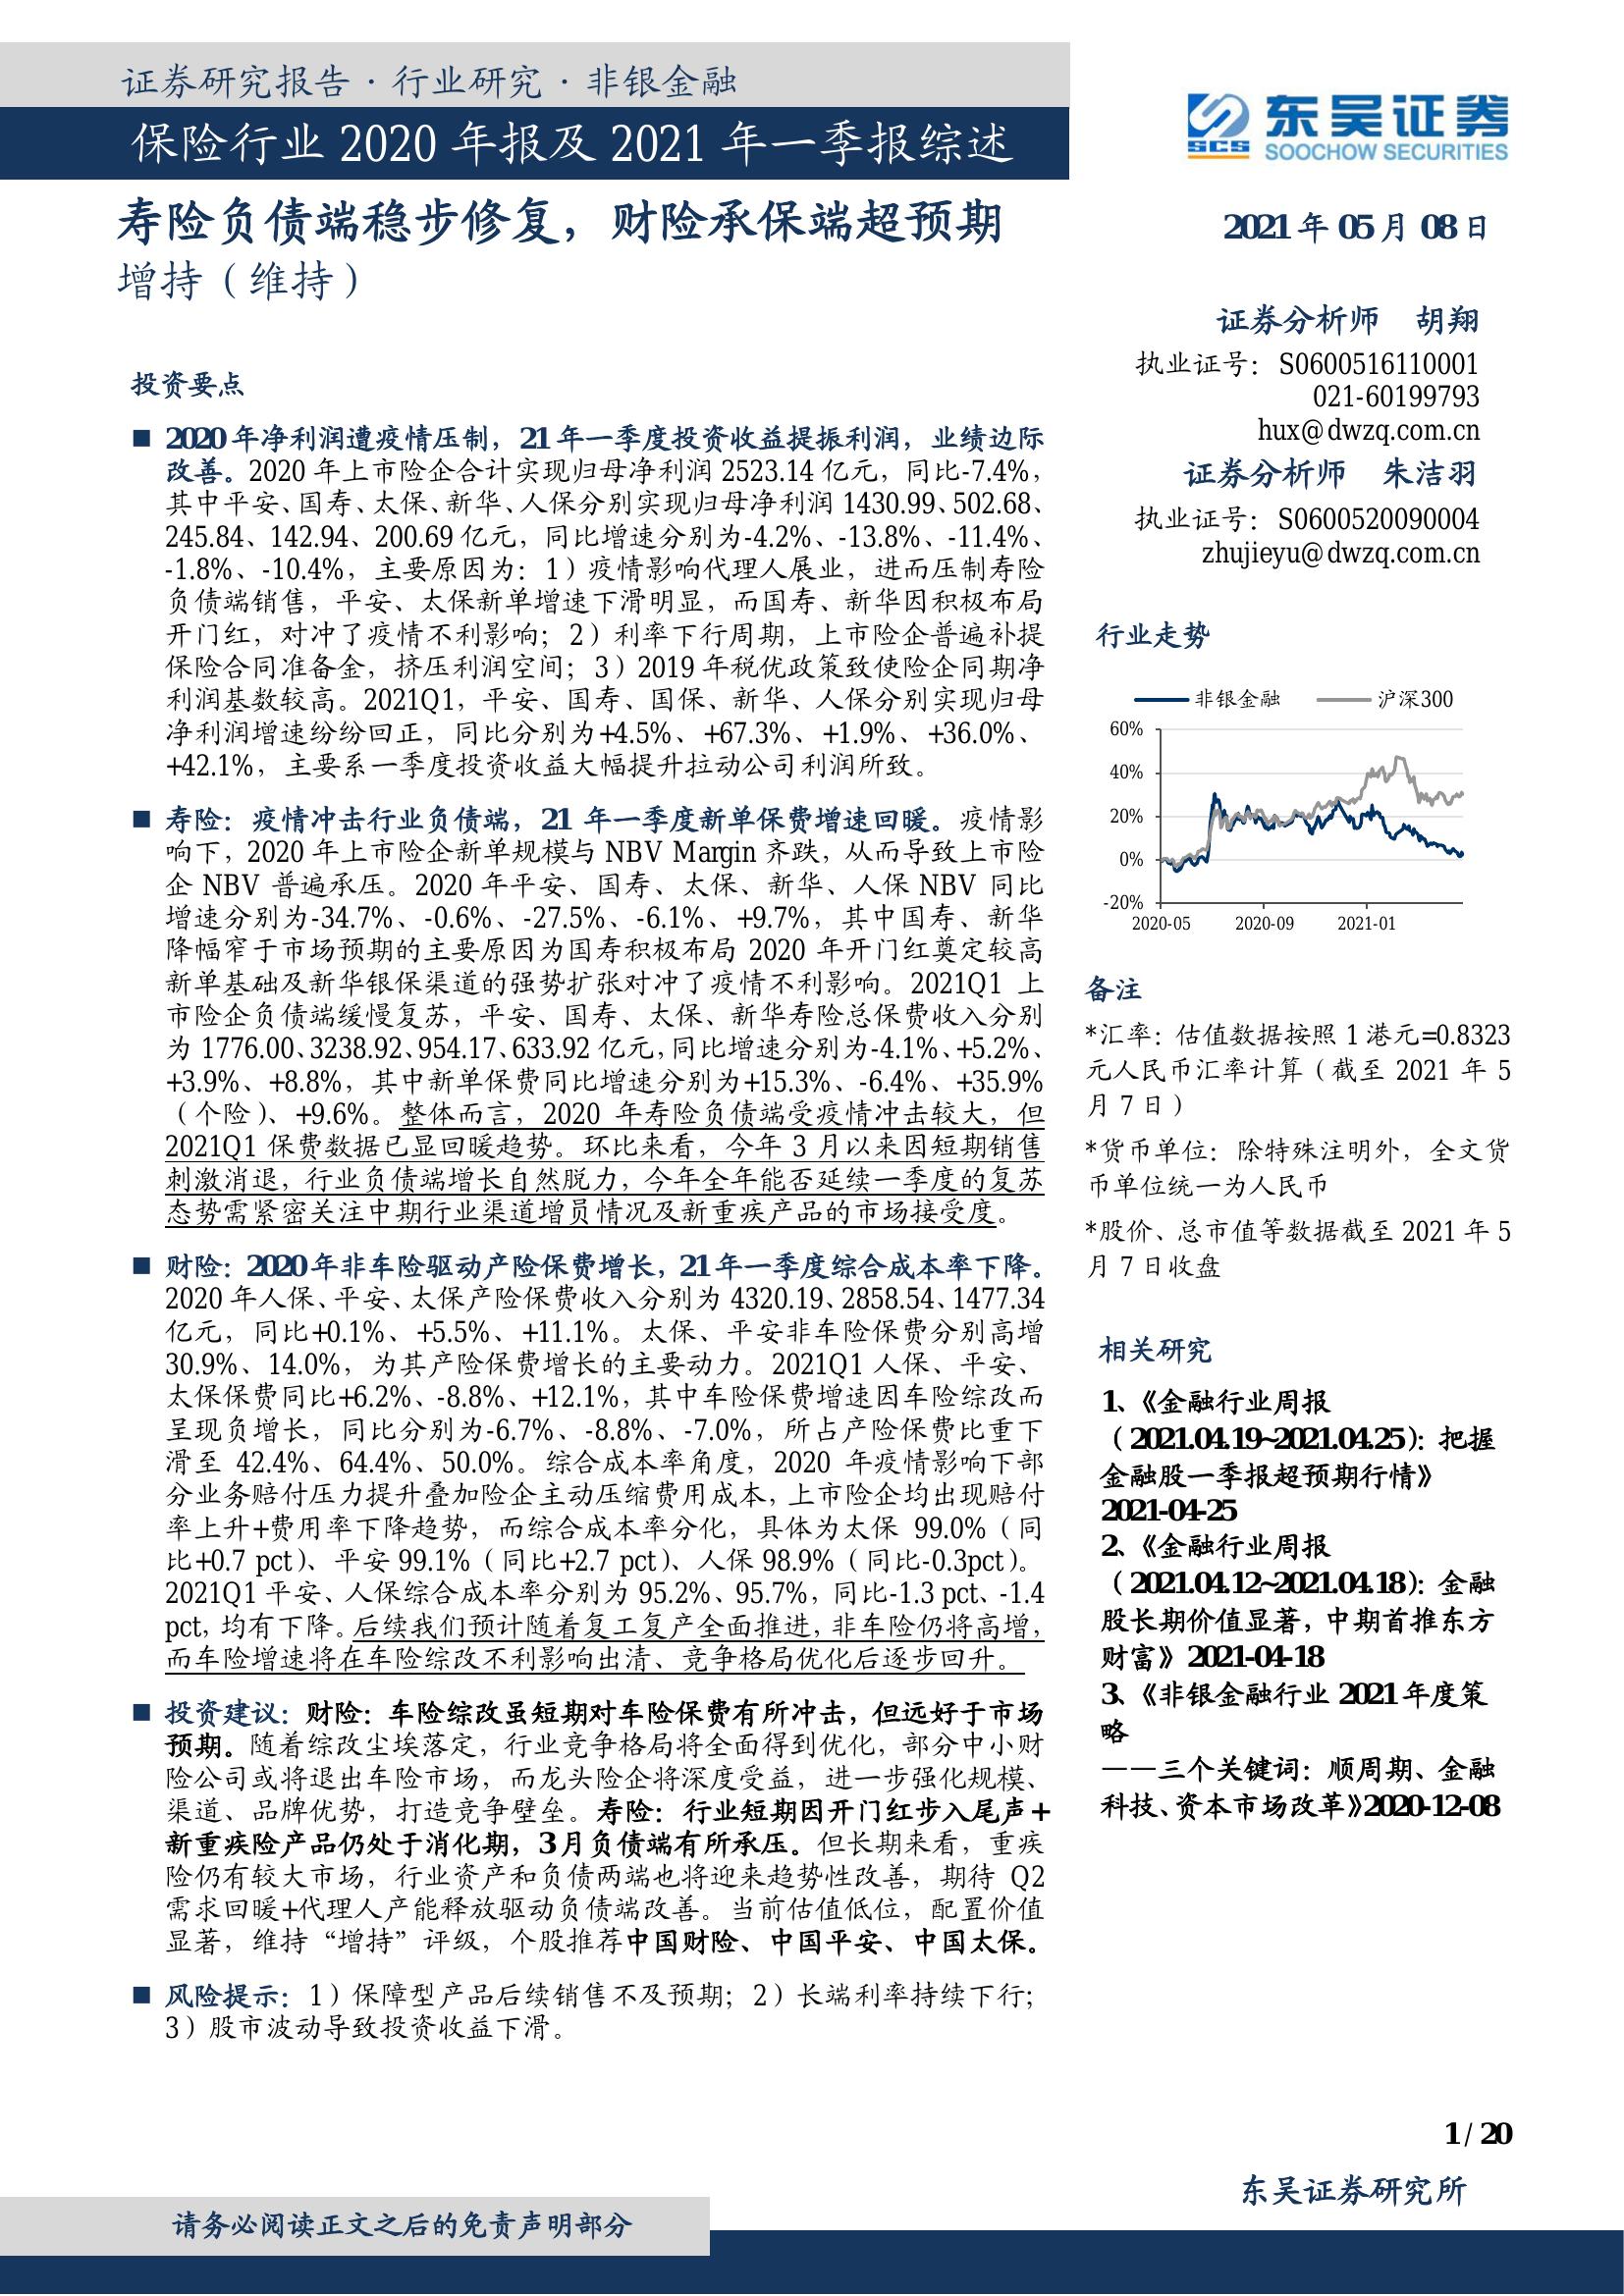 证券研究报告·行业研究·非银金融
保险行业 2020 年报及 2021 年一季报综述
寿险负债端稳步修复，财险承保端超预期
增持（维持）
投资要点
■ 2020 年净利润遭疫情压制，21 年一季度投资收益提振利润，业绩边际
改善。2020 年上市险企合计实现归母净利润 2523.14 亿元，同比-7.4%，
其中平安、国寿、太保、新华、人保分别实现归母净利润 1430.99、502.68、
245.84、142.94、200.69 亿元，同比增速分别为-4.2%、-13.8%、-11.4%、
-1.8%、-10.4%，主要原因为：1）疫情影响代理人展业，进而压制寿险
负债端销售，平安、太保新单增速下滑明显，而国寿、新华因积极布局
开门红，对冲了疫情不利影响；2）利率下行周期，上市险企普遍补提
保险合同准备金，挤压利润空间；3）2019 年税优政策致使险企同期净
利润基数较高。2021Q1，平安、国寿、国保、新华、人保分别实现归母
净利润增速纷纷回正，同比分别为+4.5%、+67.3%、+1.9%、+36.0%、
+42.1%，主要系一季度投资收益大幅提升拉动公司利润所致。
■ 寿险：疫情冲击行业负债端，21 年一季度新单保费增速回暖。疫情影
响下，2020 年上市险企新单规模与 NBV Margin 齐跌，从而导致上市险
企 NBV 普遍承压。2020 年平安、国寿、太保、新华、人保 NBV 同比
增速分别为-34.7%、-0.6%、-27.5%、-6.1%、+9.7%，其中国寿、新华
降幅窄于市场预期的主要原因为国寿积极布局 2020 年开门红奠定较高
新单基础及新华银保渠道的强势扩张对冲了疫情不利影响。2021Q1 上
市险企负债端缓慢复苏，平安、国寿、太保、新华寿险总保费收入分别
为 1776.00、3238.92、954.17、633.92 亿元，同比增速分别为-4.1%、+5.2%、
+3.9%、+8.8%，其中新单保费同比增速分别为+15.3%、-6.4%、+35.9%
（个险）、+9.6%。整体而言，2020 年寿险负债端受疫情冲击较大，但
2021Q1 保费数据已显回暖趋势。环比来看，今年 3 月以来因短期销售
刺激消退，行业负债端增长自然脱力，今年全年能否延续一季度的复苏
态势需紧密关注中期行业渠道增员情况及新重疾产品的市场接受度。
■ 财险：2020 年非车险驱动产险保费增长，21 年一季度综合成本率下降。
2020 年人保、平安、太保产险保费收入分别为 4320.19、2858.54、1477.34
亿元，同比+0.1%、+5.5%、+11.1%。太保、平安非车险保费分别高增
30.9%、14.0%，为其产险保费增长的主要动力。2021Q1 人保、平安、
太保保费同比+6.2%、-8.8%、+12.1%，其中车险保费增速因车险综改而
呈现负增长，同比分别为-6.7%、-8.8%、-7.0%，所占产险保费比重下
滑至 42.4%、64.4%、50.0%。综合成本率角度，2020 年疫情影响下部
分业务赔付压力提升叠加险企主动压缩费用成本，上市险企均出现赔付
率上升+费用率下降趋势，而综合成本率分化，具体为太保 99.0%（同
比+0.7 pct）、平安 99.1%（同比+2.7 pct）、人保 98.9%（同比-0.3pct）。
2021Q1 平安、人保综合成本率分别为 95.2%、95.7%，同比-1.3 pct、-1.4
pct，均有下降。后续我们预计随着复工复产全面推进，非车险仍将高增，
而车险增速将在车险综改不利影响出清、竞争格局优化后逐步回升。
■ 投资建议：财险：车险综改虽短期对车险保费有所冲击，但远好于市场
预期。随着综改尘埃落定，行业竞争格局将全面得到优化，部分中小财
险公司或将退出车险市场，而龙头险企将深度受益，进一步强化规模、
渠道、品牌优势，打造竞争壁垒。寿险：行业短期因开门红步入尾声+
新重疾险产品仍处于消化期，3 月负债端有所承压。但长期来看，重疾
险仍有较大市场，行业资产和负债两端也将迎来趋势性改善，期待 Q2
需求回暖+代理人产能释放驱动负债端改善。当前估值低位，配置价值
显著，维持“增持”评级，个股推荐中国财险、中国平安、中国太保。
■ 风险提示：1）保障型产品后续销售不及预期；2）长端利率持续下行；
3）股市波动导致投资收益下滑。
SCS 东吴证券
SOOCHOW SECURITIES
2021 年 05 月 08 日
证券分析师 胡翔
执业证号：S0600516110001
021-60199793
hux@dwzq.com.cn
证券分析师 朱洁羽
执业证号：S0600520090004
zhujieyu@dwzq.com.cn
行业走势
非银金融 沪深300
60%
40%
20%
0%
-20%
2020-05 2020-09 2021-01
备注
*汇率：估值数据按照 1 港元=0.8323
元人民币汇率计算（截至 2021 年 5
月 7 日）
*货币单位：除特殊注明外，全文货
币单位统一为人民币
*股价、总市值等数据截至 2021 年 5
月 7 日收盘
相关研究
1、《金融行业周报
（2021.04.19~2021.04.25）：把握
金融股一季报超预期行情》
2021-04-25
2、《金融行业周报
（2021.04.12~2021.04.18）：金融
股长期价值显著，中期首推东方
财富》2021-04-18
3、《非银金融行业 2021 年度策
略
——三个关键词：顺周期、金融
科技、资本市场改革》2020-12-08
1 / 20
东吴证券研究所
请务必阅读正文之后的免责声明部分